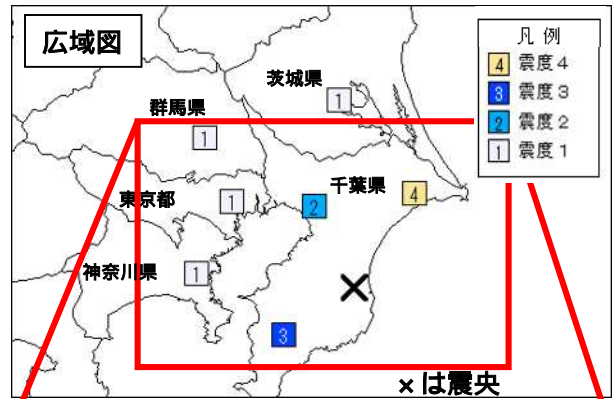 広域図
凡 例
4 震度4
3 震度3
2 震度2
1 震度1
茨城県
1
群馬県
1
東京都
1
千葉県
2
4
神奈川県
1
3
×は震央